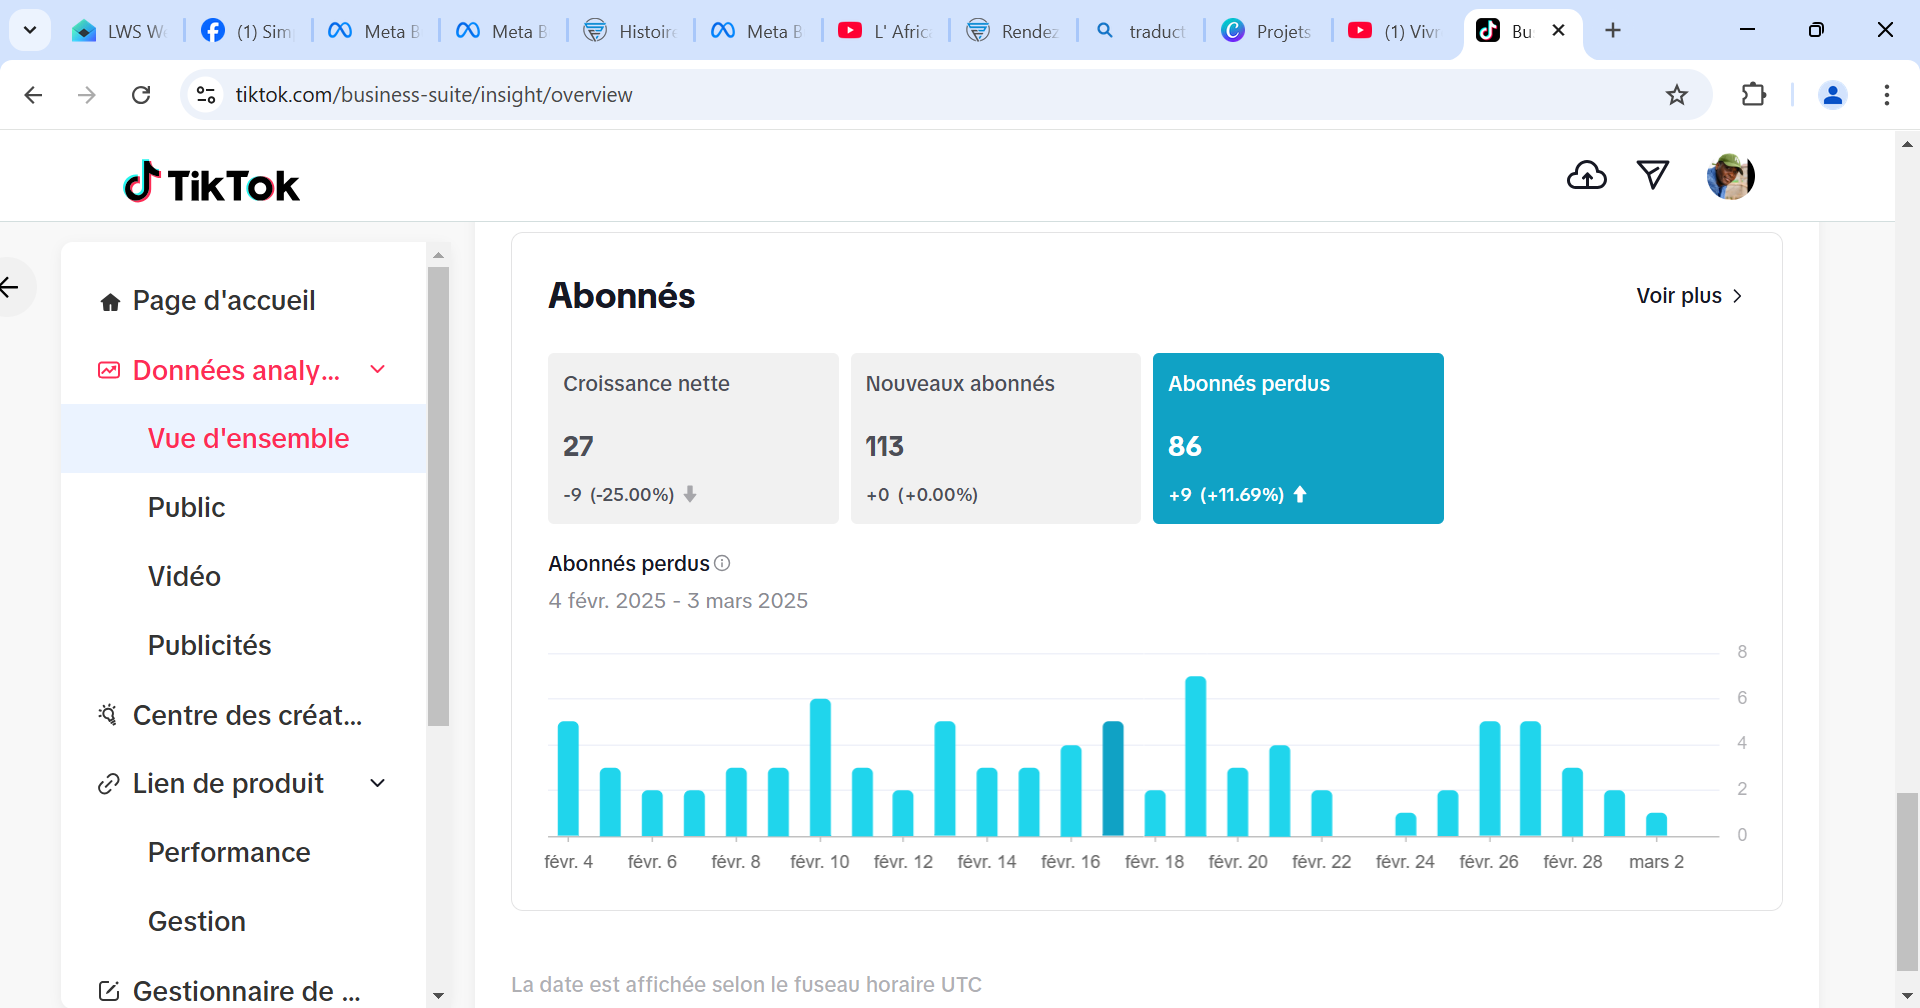 LWS W
(1) Sim
Meta B
Meta B
Histoire
Meta B
L' Afric
Rendez
traduct
Projets
(1) Vivr
Bu
tiktok.com/business-suite/insight/overview
TikTok
Page d'accueil
Données analy...
Vue d'ensemble
Public
Vidéo
Publicités
Centre des créat...
Lien de produit
Performance
Gestion
Gestionnaire de ...
Abonnés
Voir plus
Croissance nette
27
-9 (-25.00%)
Nouveaux abonnés
113
+0 (+0.00%)
Abonnés perdus
86
+9 (+11.69%)
Abonnés perdus
4 févr. 2025 - 3 mars 2025
8
6
4
2
0
févr. 4 févr. 6 févr. 8 févr. 10 févr. 12 févr. 14 févr. 16 févr. 18 févr. 20 févr. 22 févr. 24 févr. 26 févr. 28 mars 2
La date est affichée selon le fuseau horaire UTC